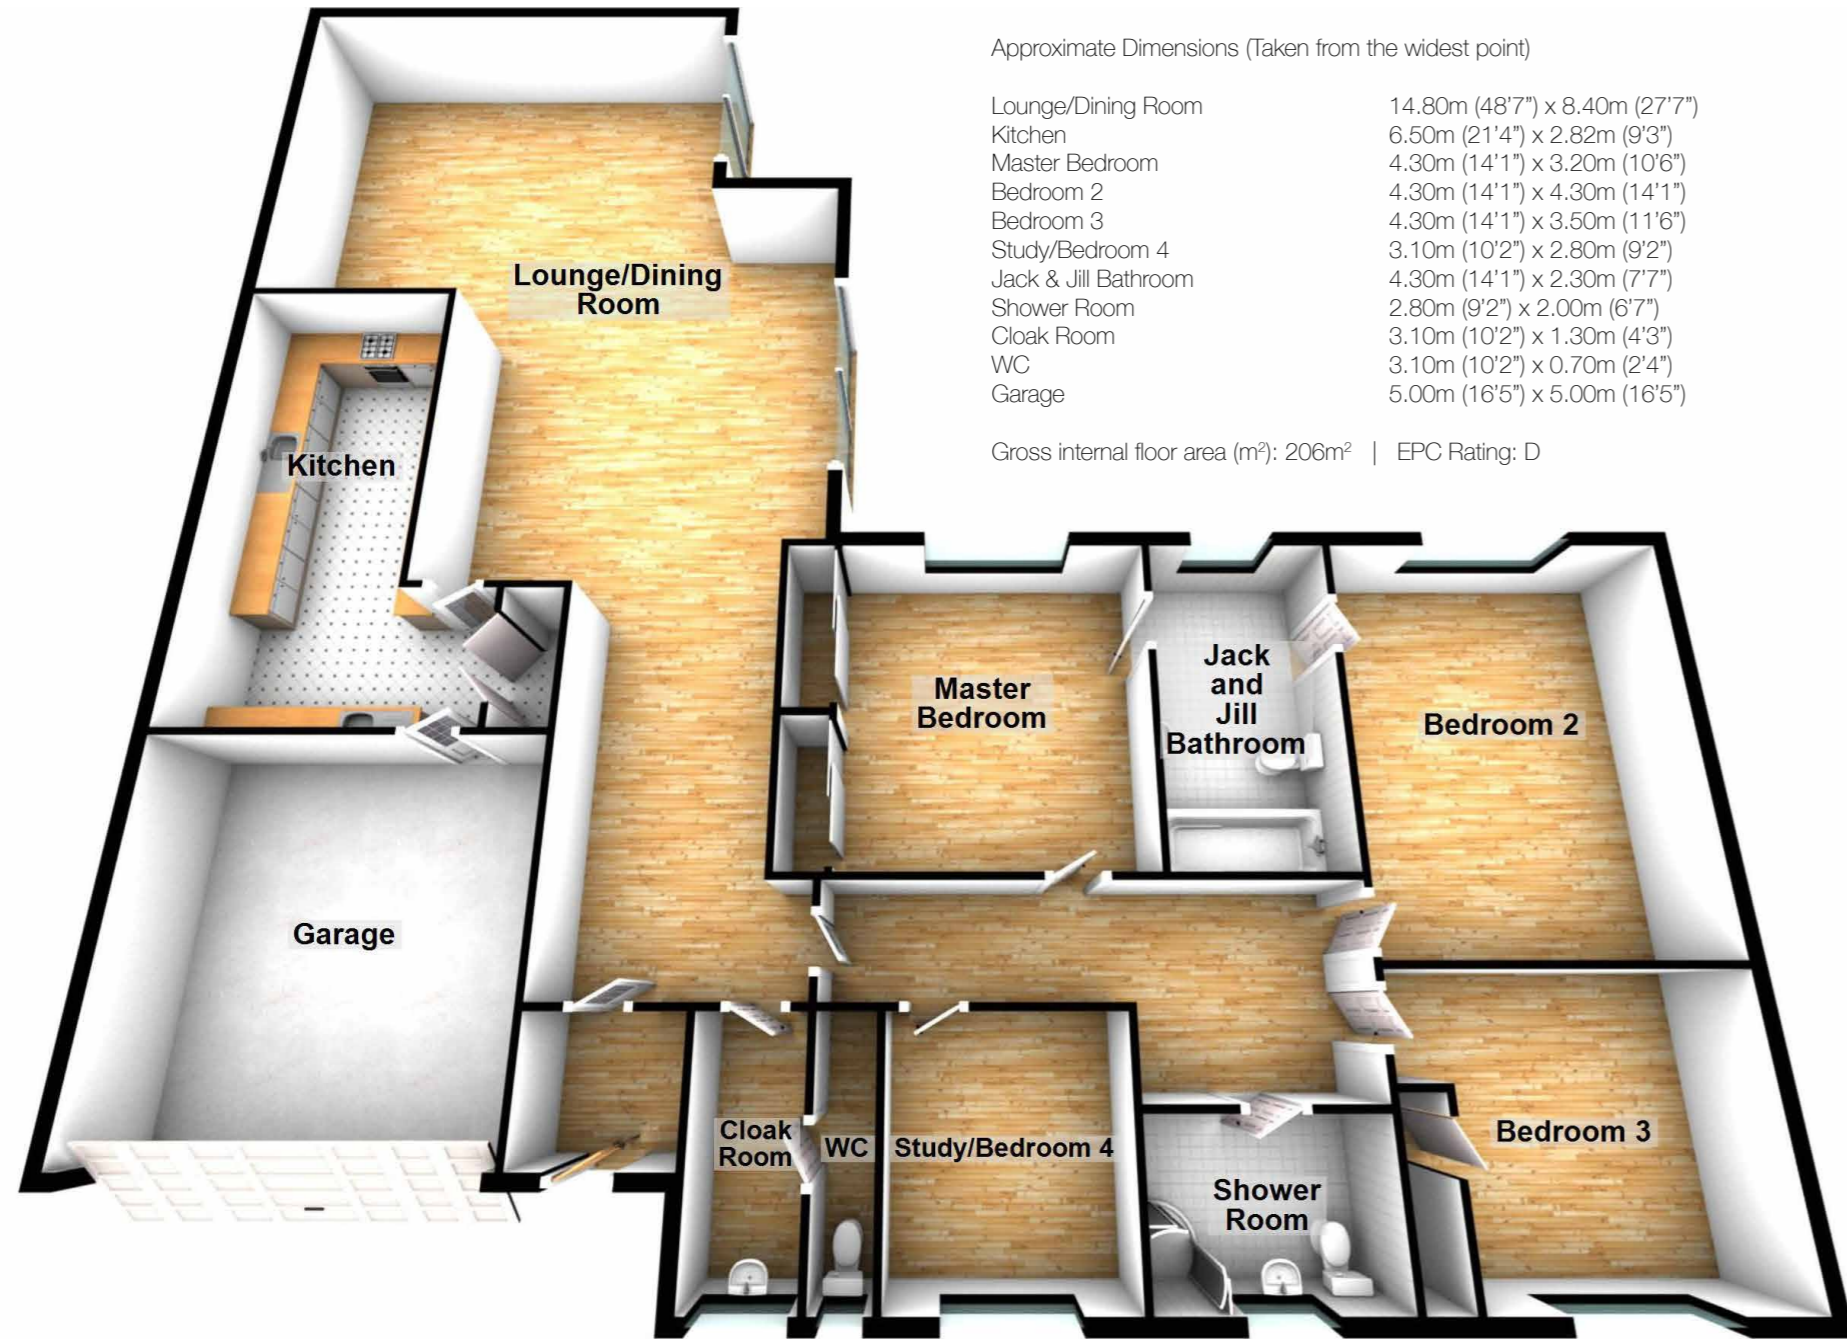 Approximate Dimensions (Taken from the widest point)
Lounge/Dining Room 14.80m (48'7") x 8.40m (27'7")
Kitchen 6.50m (21'4") x 2.82m (9'3")
Master Bedroom 4.30m (14'1") x 3.20m (10'6")
Bedroom 2 4.30m (14'1") x 4.30m (14'1")
Bedroom 3 4.30m (14'1") x 3.50m (11'6")
Study/Bedroom 4 3.10m (10'2") x 2.80m (9'2")
Jack & Jill Bathroom 4.30m (14'1") x 2.30m (7'7")
Shower Room 2.80m (9'2") x 2.00m (6'7")
Cloak Room 3.10m (10'2") x 1.30m (4'3")
WC 3.10m (10'2") x 0.70m (2'4")
Garage 5.00m (16'5") x 5.00m (16'5")
Gross internal floor area (m²): 206m² | EPC Rating: D
Lounge/Dining
Room
Kitchen
Master
Bedroom
Jack
and
Jill
Bathroom
Bedroom 2
Garage
Cloak
Room
WC
Study/Bedroom 4
Shower
Room
Bedroom 3